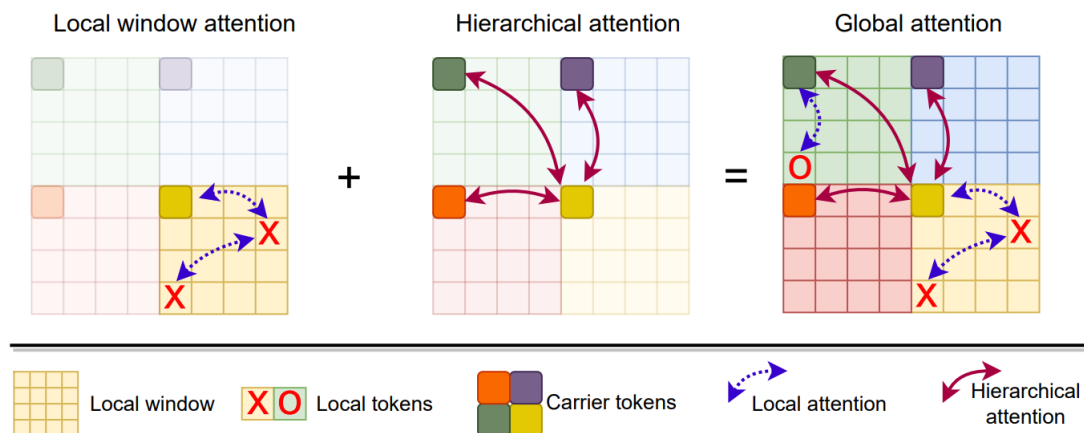 Local window attention
Hierarchical attention
Global attention
+
=
X
X
O
X
X
Local window
X O
Local tokens
Carrier tokens
Local attention
Hierarchical
attention